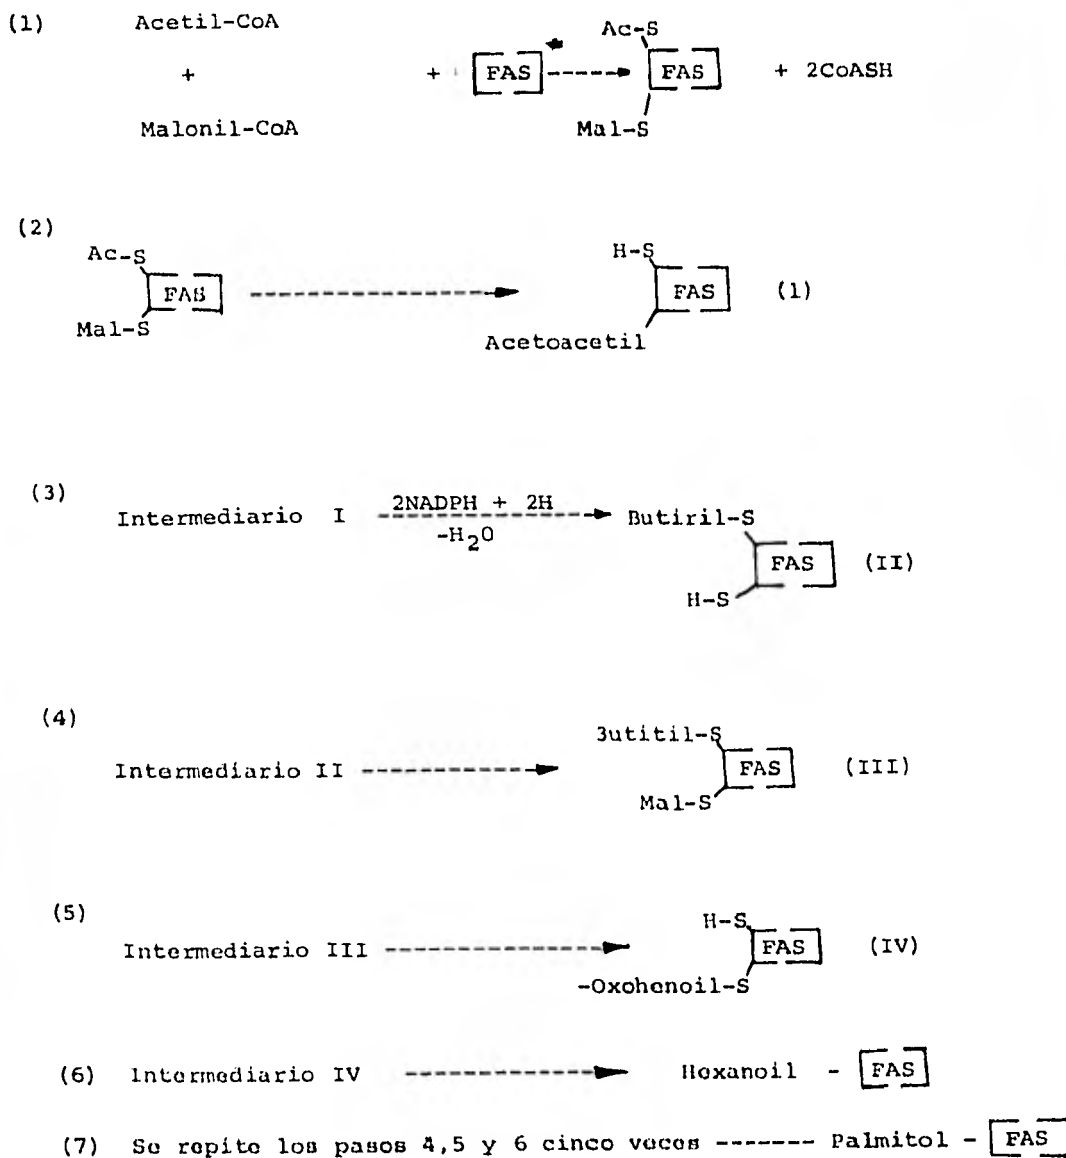 (1) Acetil-CoA
Ac-S
+ + FAS -----> FAS + 2CoASH
Malonil-CoA Mal-S
(2)
Ac-S H-S
FAS -----> FAS (1)
Mal-S Acetoacetil
(3)
Intermediario I 2NADPH + 2H -----> Butiril-S
-H2O
FAS (II)
H-S
(4)
3utitil-S
Intermediario II -----> FAS (III)
Mal-S
(5)
H-S
Intermediario III -----> FAS (IV)
-Oxohenoil-S
(6) Intermediario IV -----> Hexanoil - FAS
(7) Se repite los pasos 4,5 y 6 cinco veces ------- Palmitol - FAS